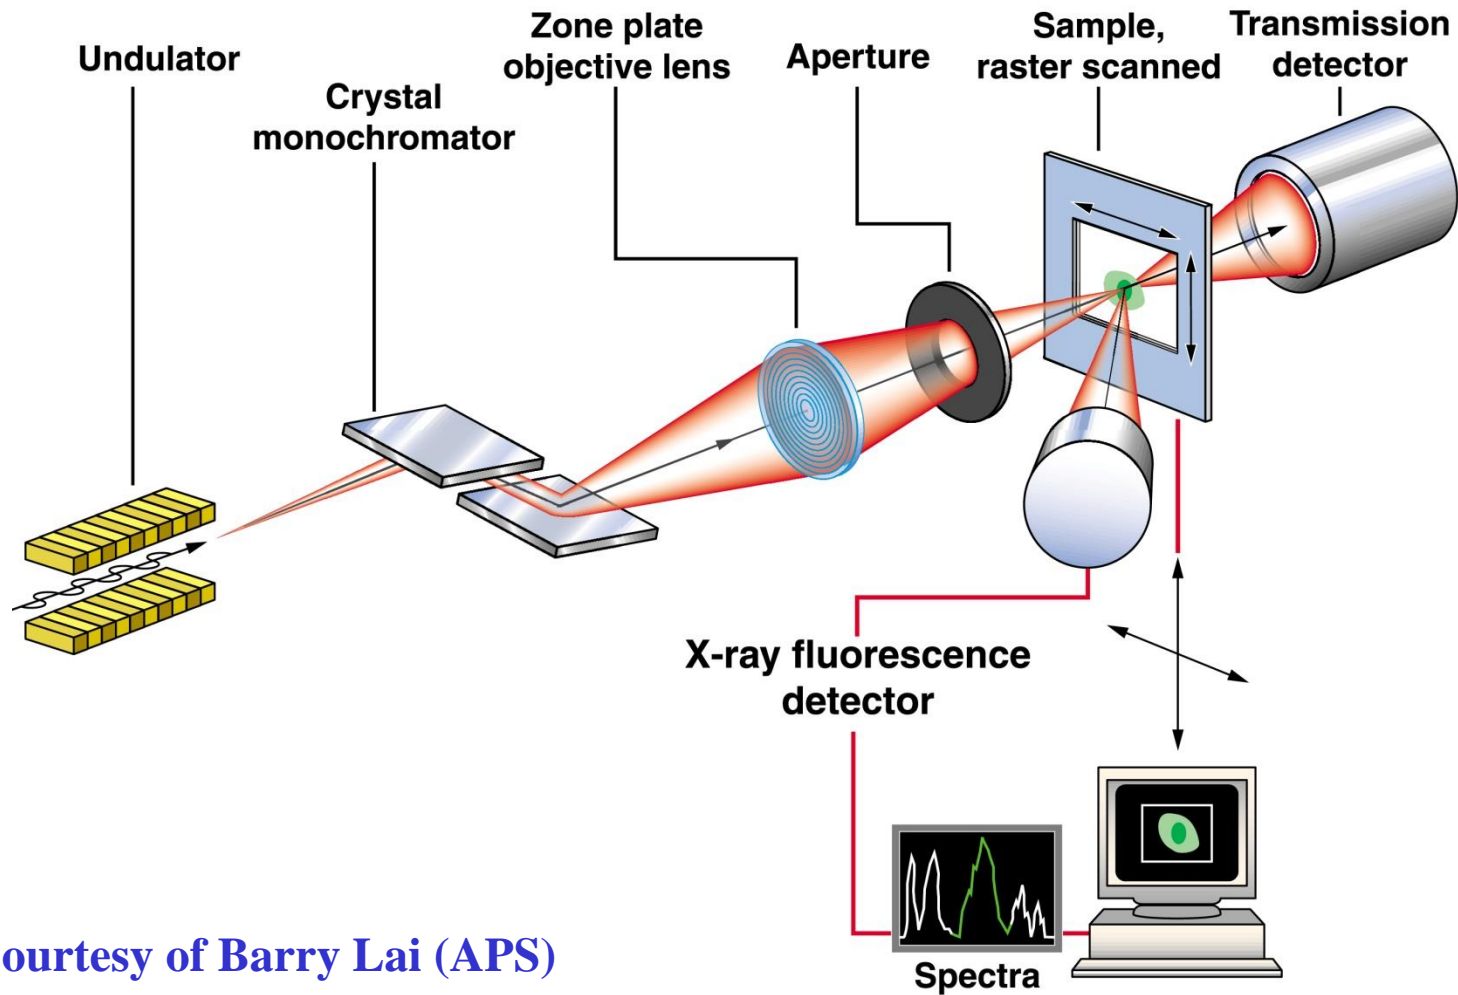 Undulator
Crystal
monochromator
Zone plate
objective lens
Aperture
Sample,
raster scanned
Transmission
detector
X-ray fluorescence
detector
Spectra
ourtesy of Barry Lai (APS)